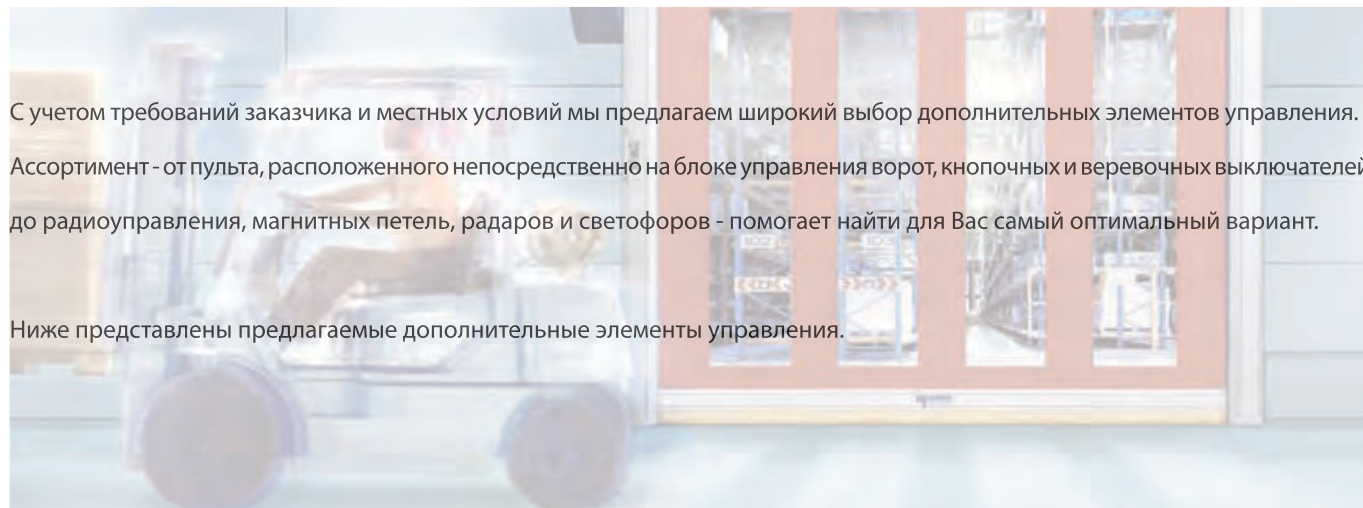 С учетом требований заказчика и местных условий мы предлагаем широкий выбор дополнительных элементов управления.
Ассортимент - от пульта, расположенного непосредственно на блоке управления ворот, кнопочных и веревочных выключателей
до радиоуправления, магнитных петель, радаров и светофоров - помогает найти для Вас самый оптимальный вариант.
Ниже представлены предлагаемые дополнительные элементы управления.